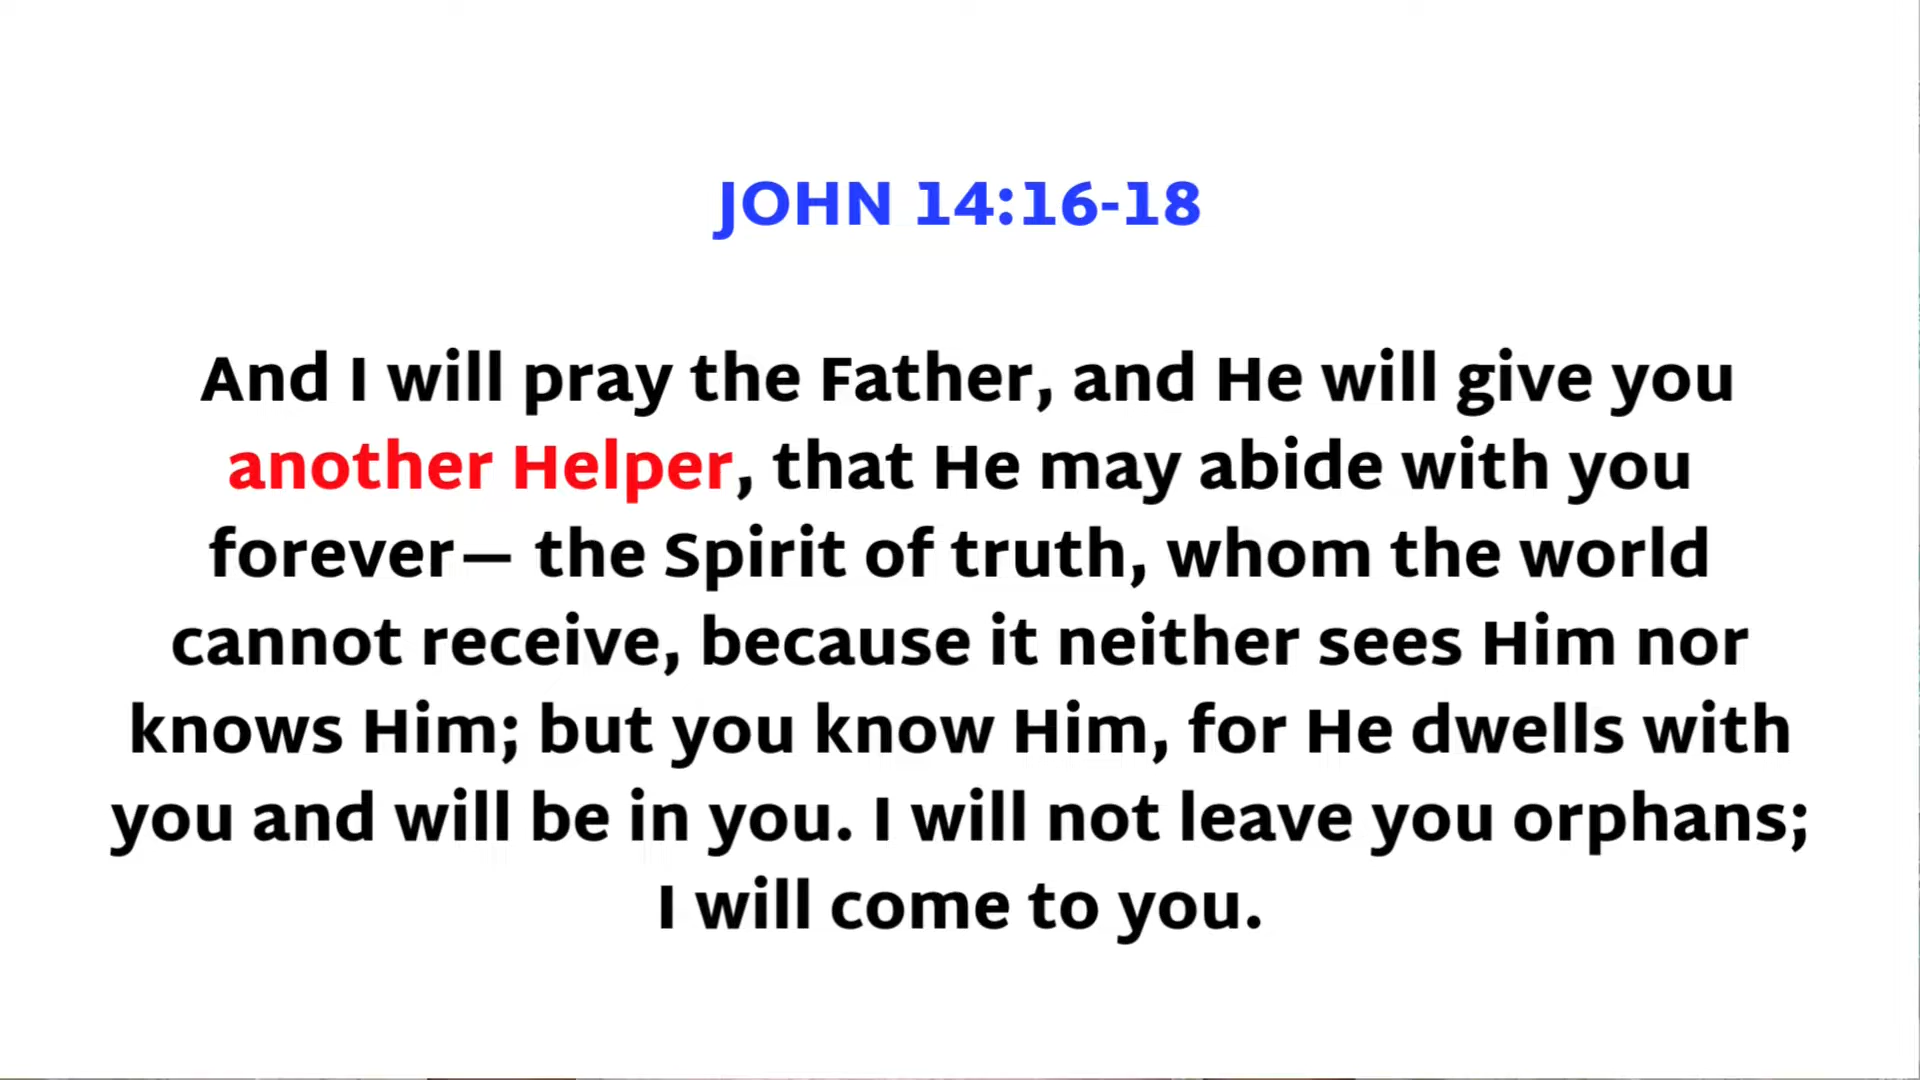 JOHN 14:16-18
And I will pray the Father, and He will give you
another Helper, that He may abide with you
forever— the Spirit of truth, whom the world
cannot receive, because it neither sees Him nor
knows Him; but you know Him, for He dwells with
you and will be in you. I will not leave you orphans;
I will come to you.